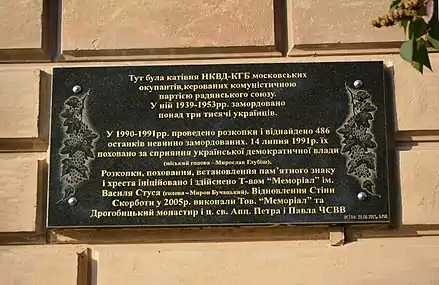 Тут була катівня НКВД-КГБ московських
окупантів,керованих комуністичною
партією радянського союзу.
У ній 1939-1953рр. замордовано
понад три тисячі українців.
У 1990-1991рр. проведено розкопки і віднайдено 486
останків невинно замордованих. 14 липня 1991р. їх
поховано за сприяння української демократичної влади
(міський голова - Мирослав Глубіш).
Розкопки, поховання, встановлення пам'ятного знаку
і хреста ініційовано і здійснено Т-вом "Меморіал" ім.
Василя Стуса (голова - Мирон Бучацький). Відновлення Стіни
Скорботи у 2005р. виконали Тов. "Меморіал" та
Дрогобицький монастир і ц. св. Апп. Петра і Павла ЧСВВ